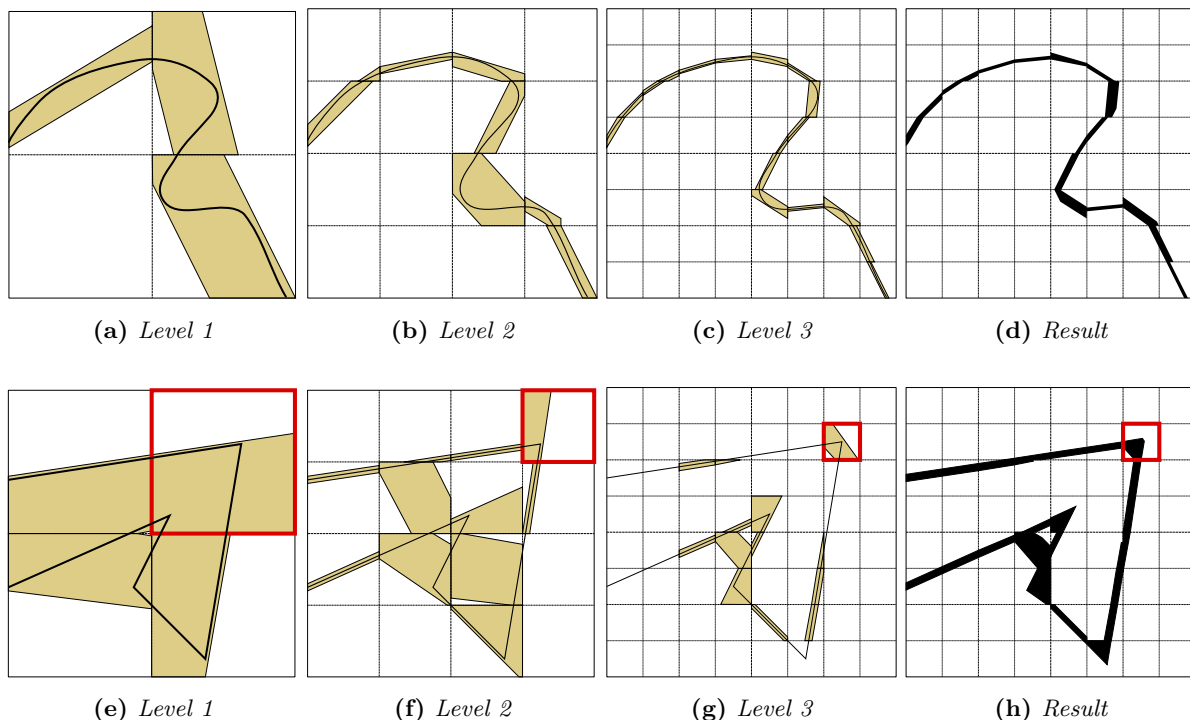 (a) Level 1
(b) Level 2
(c) Level 3
(d) Result
(e) Level 1
(f) Level 2
(g) Level 3
(h) Result